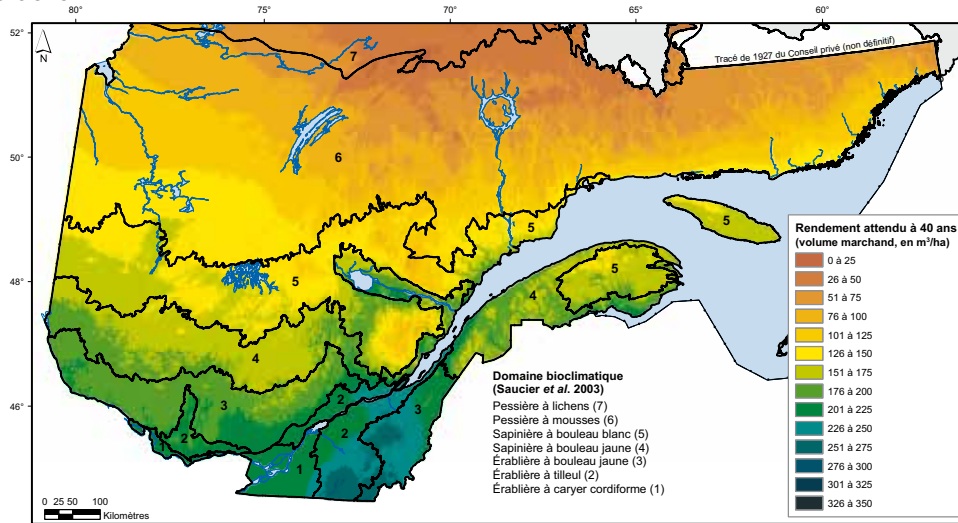 80° 75° 70° 65° 60°
52°
50°
48°
46°
N
Tracé de 1927 du Conseil privé (non définitif)
7
6
5
5
5
5
4
4
3
3
2
2
2
1
1
Rendement attendu à 40 ans
(volume marchand, en m³/ha)
0 à 25
26 à 50
51 à 75
76 à 100
101 à 125
126 à 150
151 à 175
176 à 200
201 à 225
226 à 250
251 à 275
276 à 300
301 à 325
326 à 350
Domaine bioclimatique
(Saucier et al. 2003)
Pessière à lichens (7)
Pessière à mousses (6)
Sapinière à bouleau blanc (5)
Sapinière à bouleau jaune (4)
Érablière à bouleau jaune (3)
Érablière à tilleul (2)
Érablière à caryer cordiforme (1)
0 25 50 100
Kilomètres